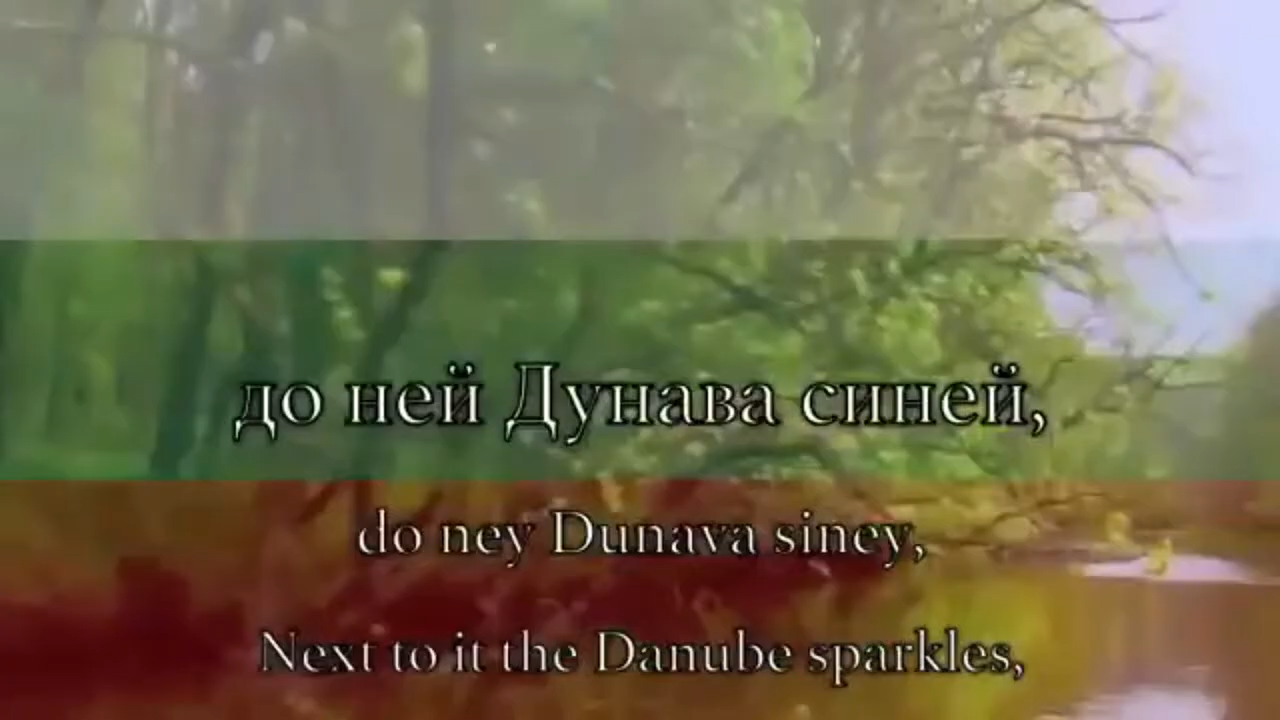 до ней Дунава синей,
do ney Dunava siney,
Next to it the Danube sparkles,